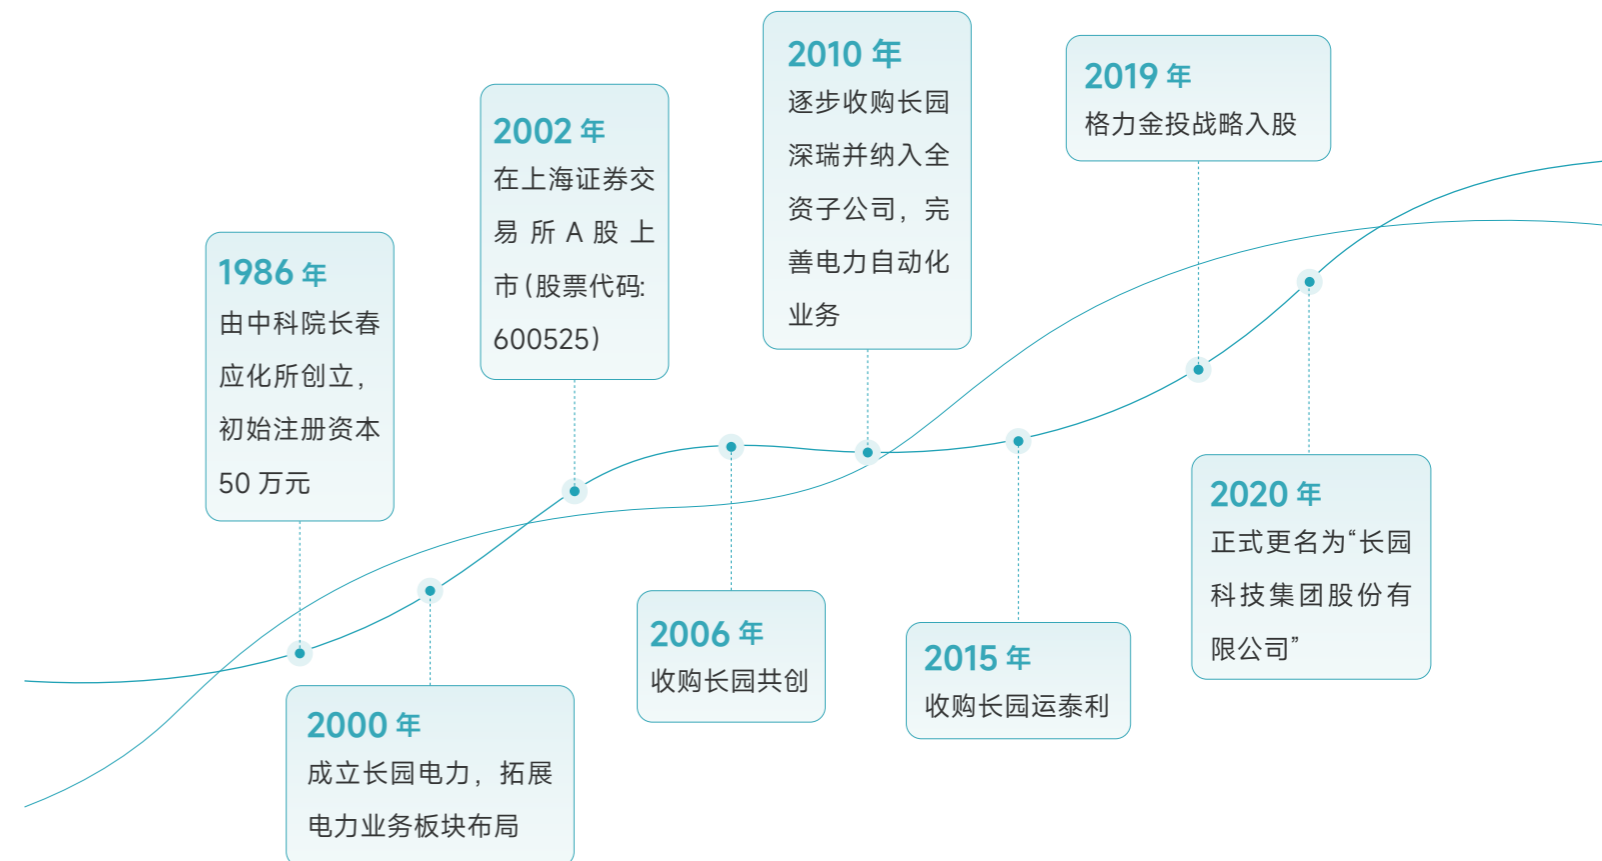 1986 年
由中科院长春
应化所创立，
初始注册资本
50 万元
2000 年
成立长园电力，拓展
电力业务板块布局
2002 年
在上海证券交
易所A股上
市（股票代码:
600525）
2006 年
收购长园共创
2010 年
逐步收购长园
深瑞并纳入全
资子公司，完
善电力自动化
业务
2015 年
收购长园运泰利
2019 年
格力金投战略入股
2020 年
正式更名为“长园
科技集团股份有
限公司”